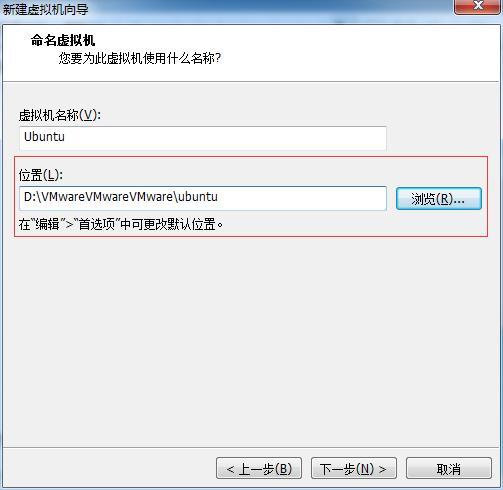 新建虚拟机向导
命名虚拟机
您要为此虚拟机使用什么名称?
虚拟机名称(V):
Ubuntu
位置(L):
D:\VMwareVMwareVMware\ubuntu
浏览(R)...
在“编辑”>“首选项”中可更改默认位置。
< 上一步(B)
下一步(N) >
取消